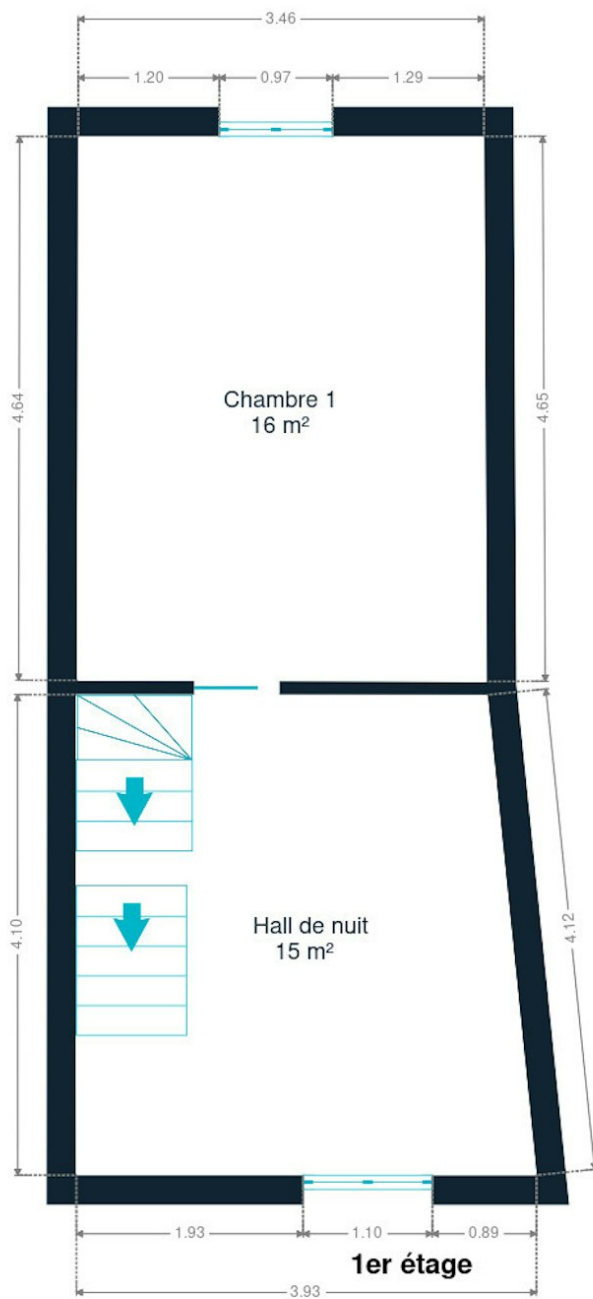 3.46
1.20 0.97 1.29
4.64
4.65
Chambre 1
16 m²
4.10
4.12
Hall de nuit
15 m²
1.93 1.10 0.89
1er étage
3.93